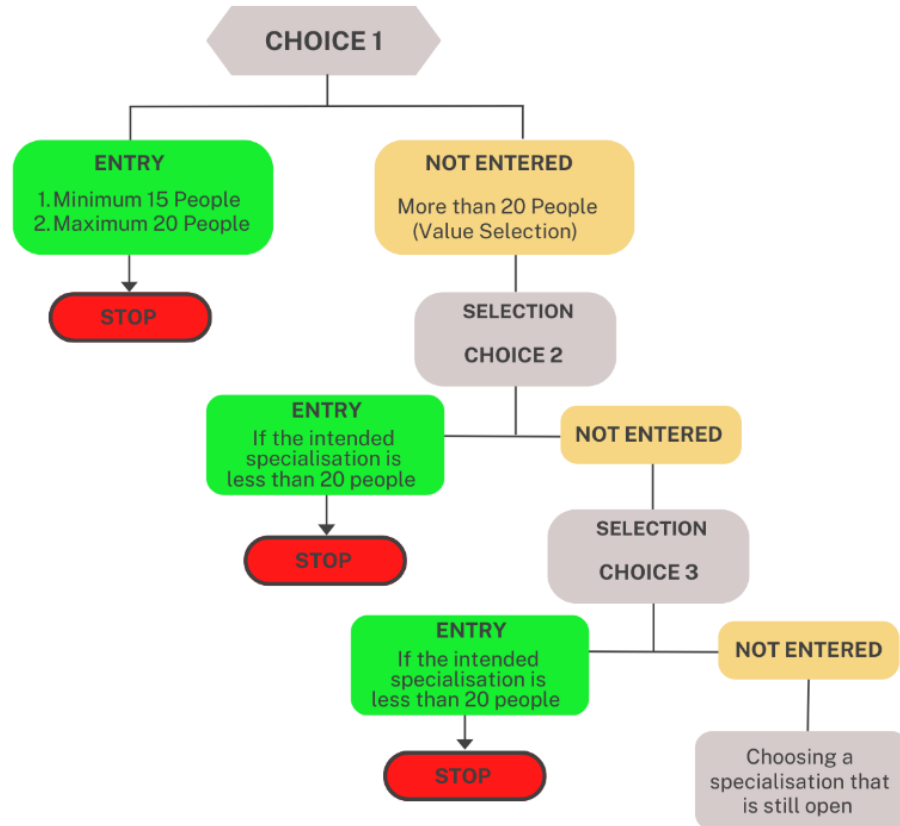 CHOICE 1
ENTRY
1. Minimum 15 People
2. Maximum 20 People
STOP
NOT ENTERED
More than 20 People
(Value Selection)
SELECTION
CHOICE 2
ENTRY
If the intended
specialisation is
less than 20 people
STOP
NOT ENTERED
SELECTION
CHOICE 3
ENTRY
If the intended
specialisation is
less than 20 people
STOP
NOT ENTERED
Choosing a
specialisation that
is still open